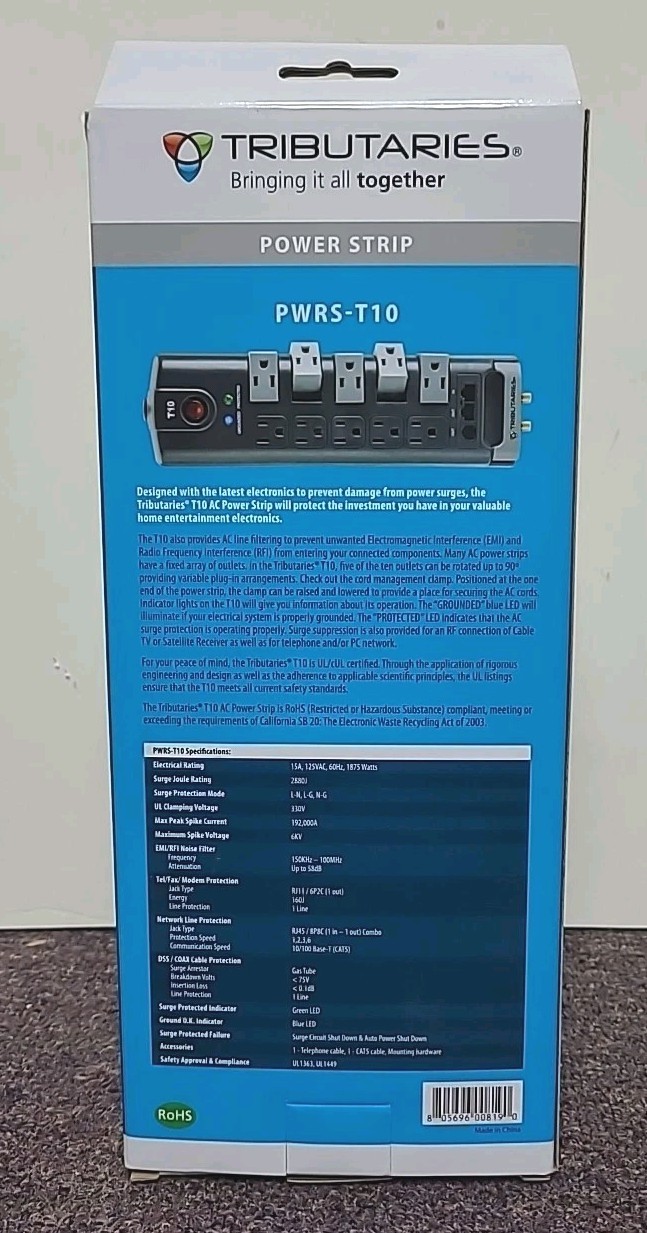 TRIBUTARIES®
Bringing it all together
POWER STRIP
PWRS-T10
T10
TRIBUTARIES
Designed with the latest electronics to prevent damage from power surges, the
Tributaries® T10 AC Power Strip will protect the investment you have in your valuable
home entertainment electronics.
The T10 also provides AC line filtering to prevent unwanted Electromagnetic Interference (EMI) and
Radio Frequency Interference (RFI) from entering your connected components. Many AC power strips
have a fixed array of outlets. In the Tributaries® T10, five of the ten outlets can be rotated up to 90°
providing variable plug-in arrangements. Check out the cord management clamp. Positioned at the one
end of the power strip, the clamp can be raised and lowered to provide a place for securing the AC cords.
Indicator lights on the T10 will give you information about its operation. The "GROUNDED" blue LED will
illuminate if your electrical system is properly grounded. The "PROTECTED" LED indicates that the AC
surge protection is operating properly. Surge suppression is also provided for an RF connection of Cable
TV or Satellite Receiver as well as for telephone and/or PC network.
For your peace of mind, the Tributaries® T10 is UL/cUL certified. Through the application of rigorous
engineering and design as well as the adherence to applicable scientific principles, the UL listings
ensure that the T10 meets all current safety standards.
The Tributaries® T10 AC Power Strip is RoHS (Restricted or Hazardous Substance) compliant, meeting or
exceeding the requirements of California SB 20: The Electronic Waste Recycling Act of 2003.
PWRS-T10 Specifications:
Electrical Rating 15A, 125VAC, 60Hz, 1875 Watts
Surge Joule Rating 2880J
Surge Protection Mode L-N, L-G, N-G
UL Clamping Voltage 330V
Max Peak Spike Current 192,000A
Maximum Spike Voltage 6KV
EMI/RFI Noise Filter
Frequency 150KHz – 100MHz
Attenuation Up to 58dB
Tel/Fax/ Modem Protection
Jack Type RJ11 / 6P2C (1 out)
Energy 160J
Line Protection 1 Line
Network Line Protection
Jack Type RJ45 / 8P8C (1 in – 1 out) Combo
Protection Speed 1,2,3,6
Communication Speed 10/100 Base-T (CAT5)
DSS / COAX Cable Protection
Surge Arrestor Gas Tube
Breakdown Volts < 75V
Insertion Loss < 0.1dB
Line Protection 1 Line
Surge Protected Indicator Green LED
Ground O.K. Indicator Blue LED
Surge Protected Failure Surge Circuit Shut Down & Auto Power Shut Down
Accessories 1 - Telephone cable, 1 - CAT5 cable, Mounting hardware
Safety Approval & Compliance UL1363, UL1449
RoHS
8 05696 00819 0
Made in China